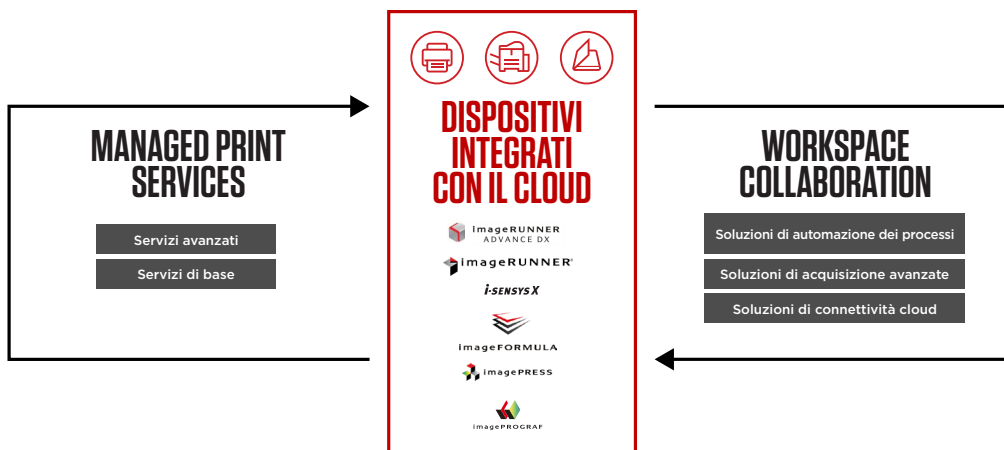 MANAGED PRINT
SERVICES
Servizi avanzati
Servizi di base
DISPOSITIVI
INTEGRATI
CON IL CLOUD
imageRUNNER
ADVANCE DX
imageRUNNER®
i-SENSYS X
imageFORMULA
imagePRESS
imagePROGRAF
WORKSPACE
COLLABORATION
Soluzioni di automazione dei processi
Soluzioni di acquisizione avanzate
Soluzioni di connettività cloud